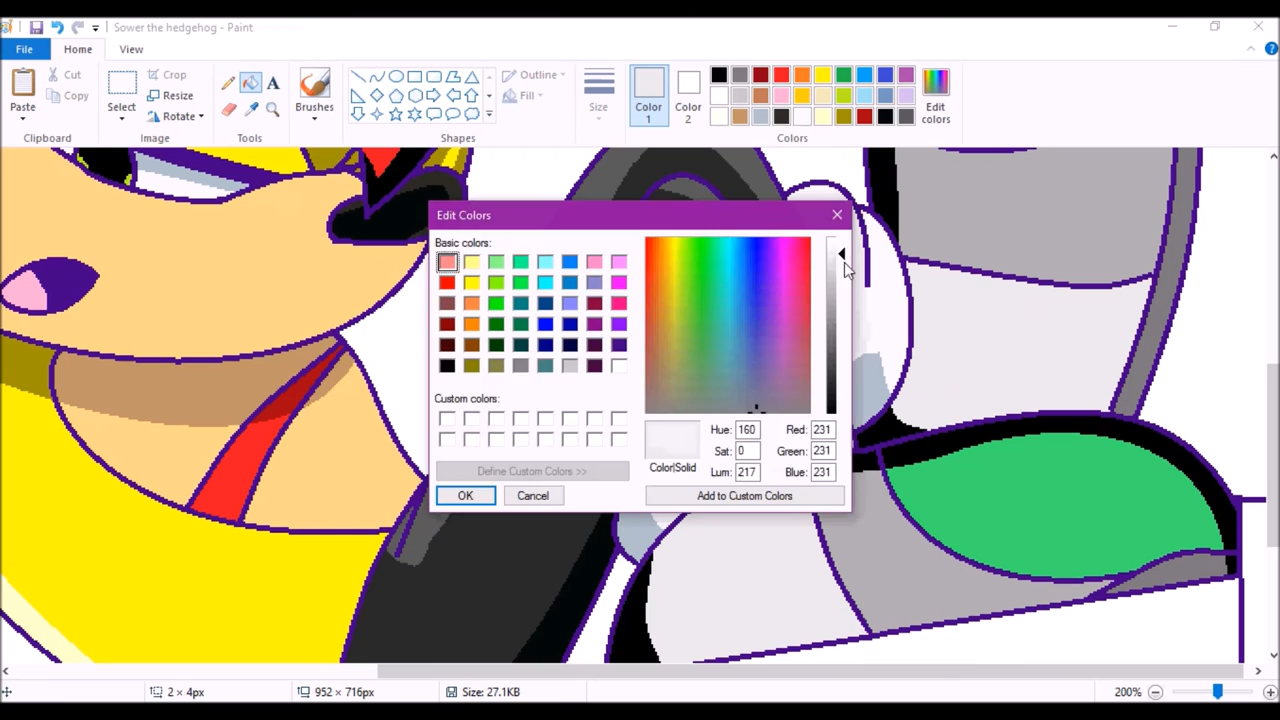 Sower the hedgehog - Paint
File Home View
Cut
Copy
Paste
Clipboard
Select
Crop
Resize
Rotate
Image
A
Tools
Brushes
Outline
Fill
Shapes
Size
Color 1
Color 2
Edit colors
Colors
Edit Colors
Basic colors:
Custom colors:
Define Custom Colors >>
OK Cancel
Color|Solid
Hue: 160 Red: 231
Sat: 0 Green: 231
Lum: 217 Blue: 231
Add to Custom Colors
2 × 4px 952 × 716px Size: 27.1KB 200%